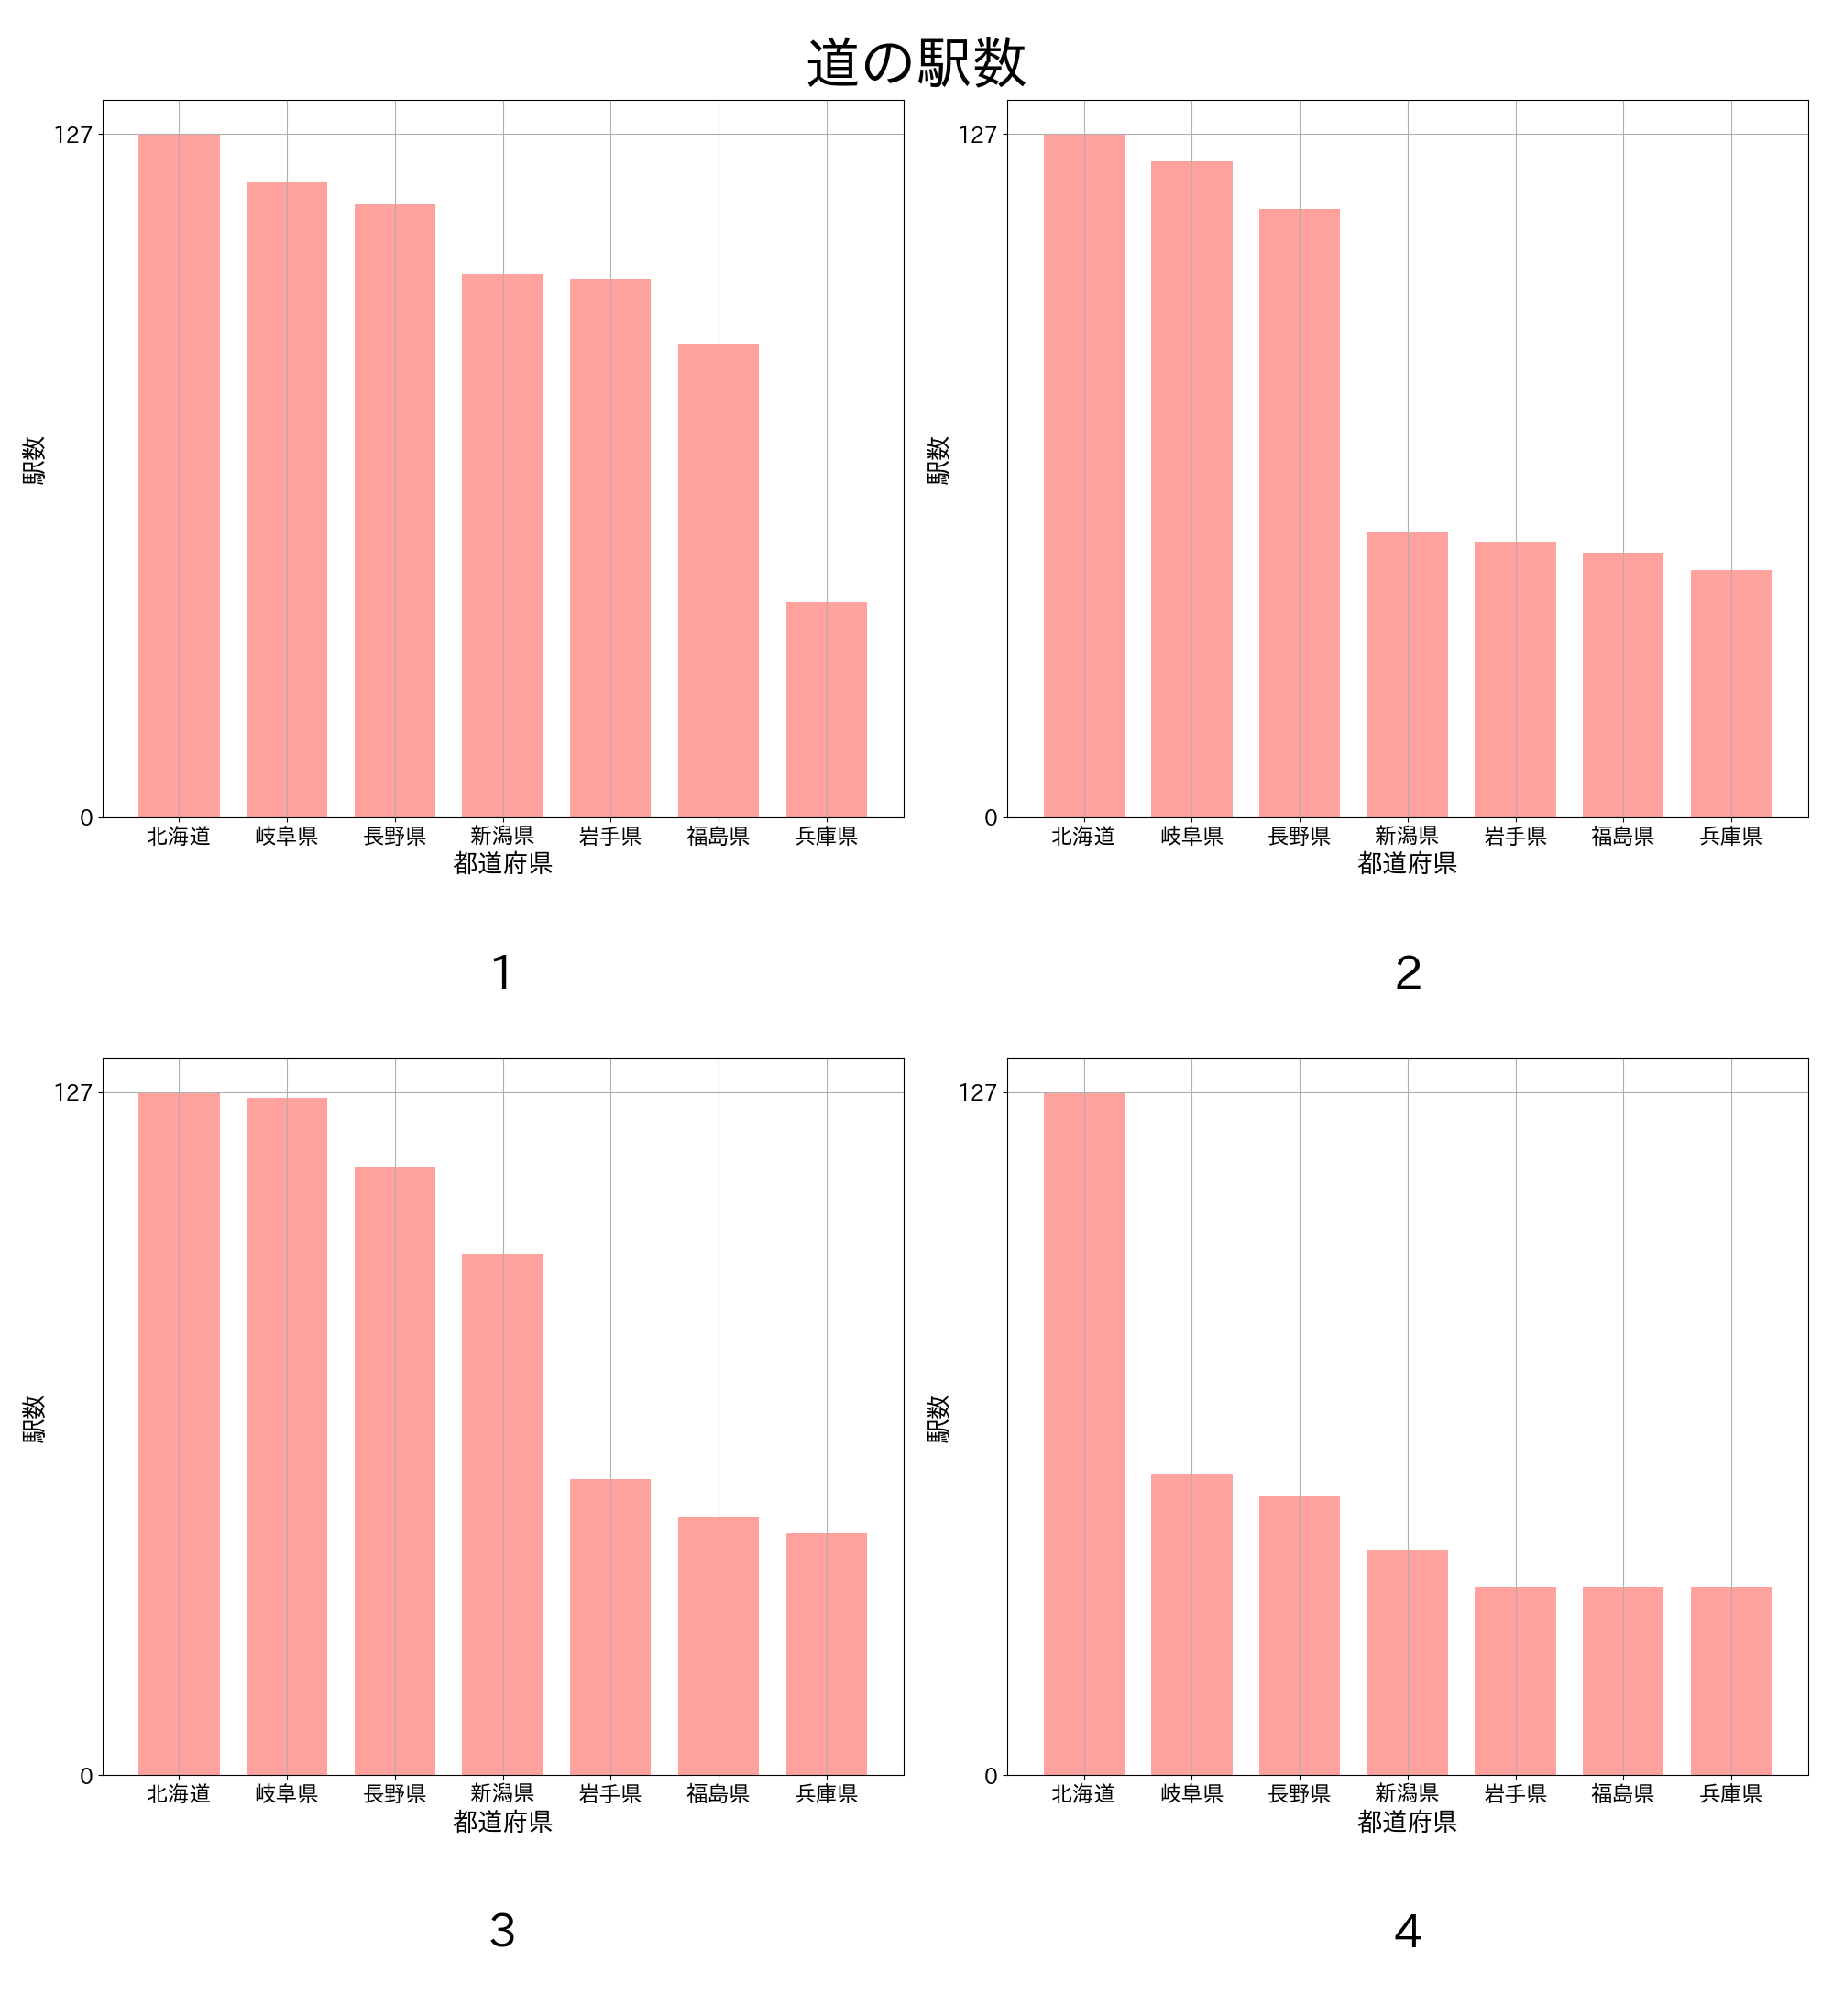 道の駅数
127
0
駅数
北海道 岐阜県 長野県 新潟県 岩手県 福島県 兵庫県
都道府県
1
127
0
駅数
北海道 岐阜県 長野県 新潟県 岩手県 福島県 兵庫県
都道府県
2
127
0
駅数
北海道 岐阜県 長野県 新潟県 岩手県 福島県 兵庫県
都道府県
3
127
0
駅数
北海道 岐阜県 長野県 新潟県 岩手県 福島県 兵庫県
都道府県
4